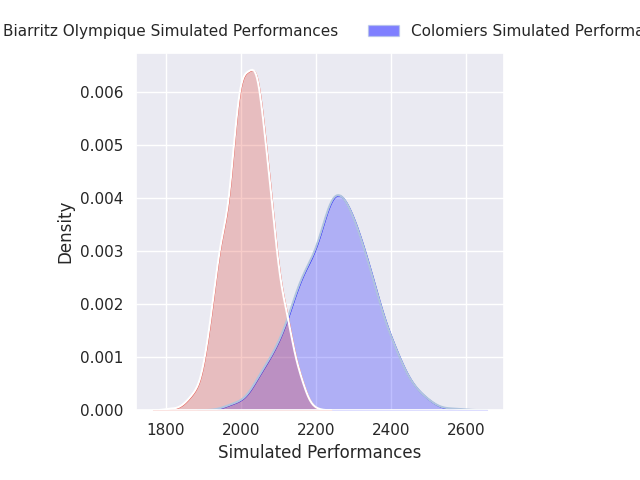 Biarritz Olympique Simulated Performances
Colomiers Simulated Performa
0.006
0.005
0.004
0.003
0.002
0.001
0.000
Density
1800 2000 2200 2400 2600
Simulated Performances